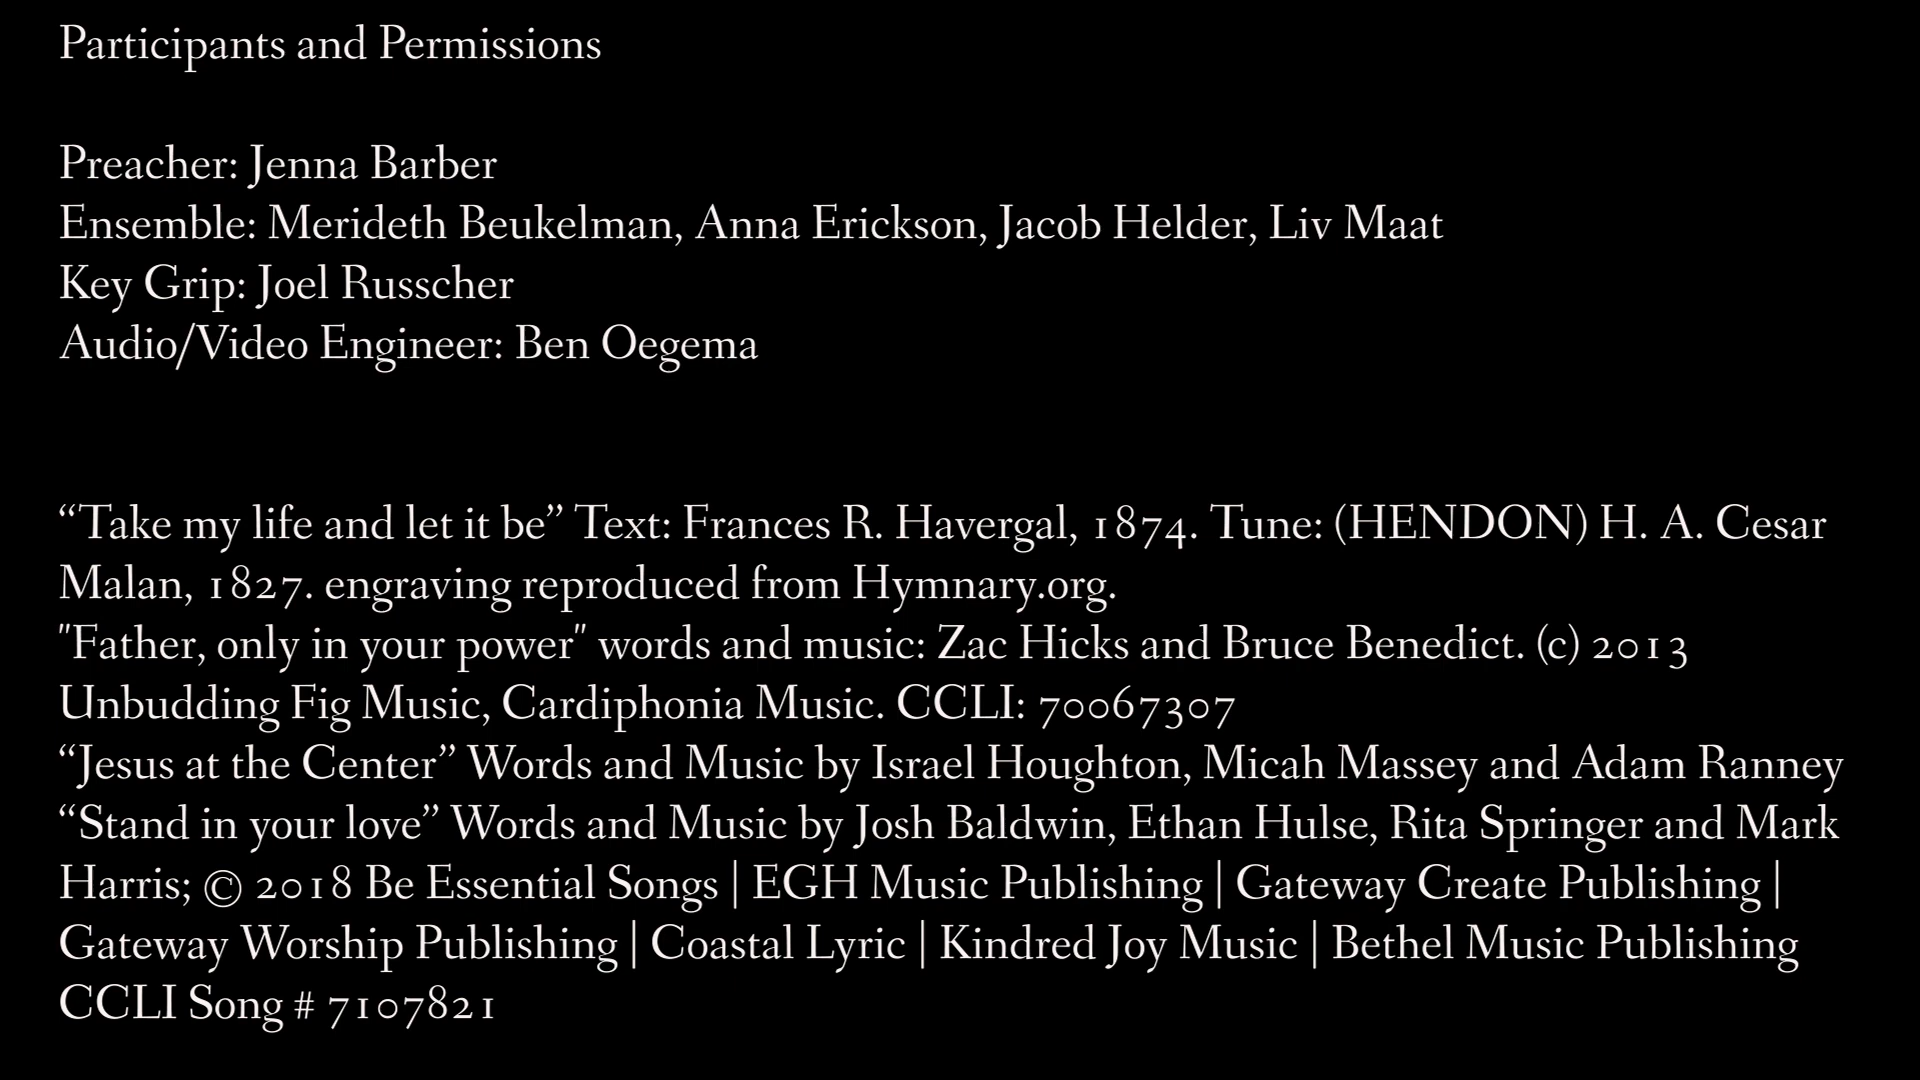 Participants and Permissions
Preacher: Jenna Barber
Ensemble: Merideth Beukelman, Anna Erickson, Jacob Helder, Liv Maat
Key Grip: Joel Russcher
Audio/Video Engineer: Ben Oegema
“Take my life and let it be” Text: Frances R. Havergal, 1874. Tune: (HENDON) H. A. Cesar
Malan, 1827. engraving reproduced from Hymnary.org.
"Father, only in your power" words and music: Zac Hicks and Bruce Benedict. (c) 2013
Unbudding Fig Music, Cardiphonia Music. CCLI: 70067307
“Jesus at the Center” Words and Music by Israel Houghton, Micah Massey and Adam Ranney
“Stand in your love” Words and Music by Josh Baldwin, Ethan Hulse, Rita Springer and Mark
Harris; © 2018 Be Essential Songs | EGH Music Publishing | Gateway Create Publishing |
Gateway Worship Publishing | Coastal Lyric | Kindred Joy Music | Bethel Music Publishing
CCLI Song # 7107821